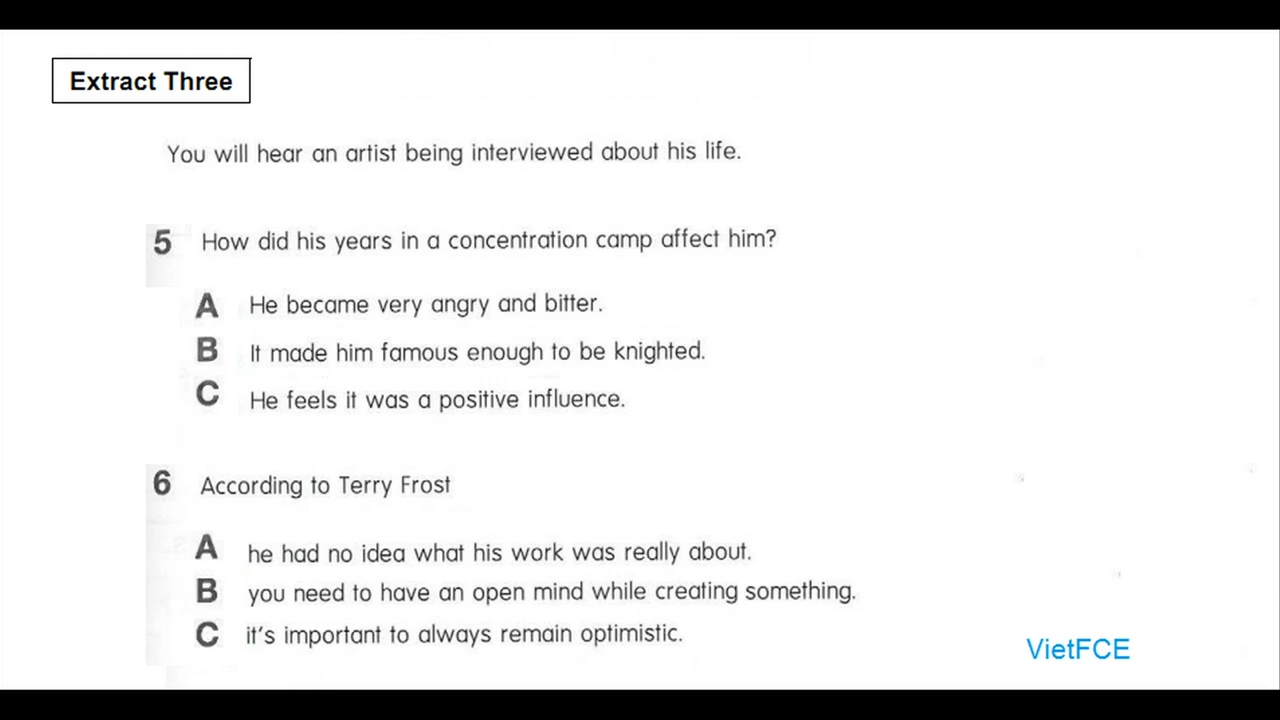 Extract Three
You will hear an artist being interviewed about his life.
5 How did his years in a concentration camp affect him?
A He became very angry and bitter.
B It made him famous enough to be knighted.
C He feels it was a positive influence.
6 According to Terry Frost
A he had no idea what his work was really about.
B you need to have an open mind while creating something.
C it's important to always remain optimistic.
VietFCE